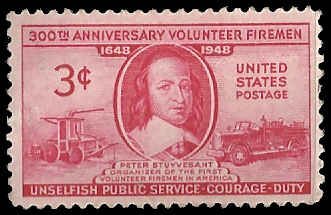 300TH ANNIVERSARY VOLUNTEER FIREMEN
1648 1948
3¢
UNITED
STATES
POSTAGE
PETER STUYVESANT
ORGANIZER OF THE FIRST
VOLUNTEER FIREMEN IN AMERICA
UNSELFISH PUBLIC SERVICE-COURAGE-DUTY